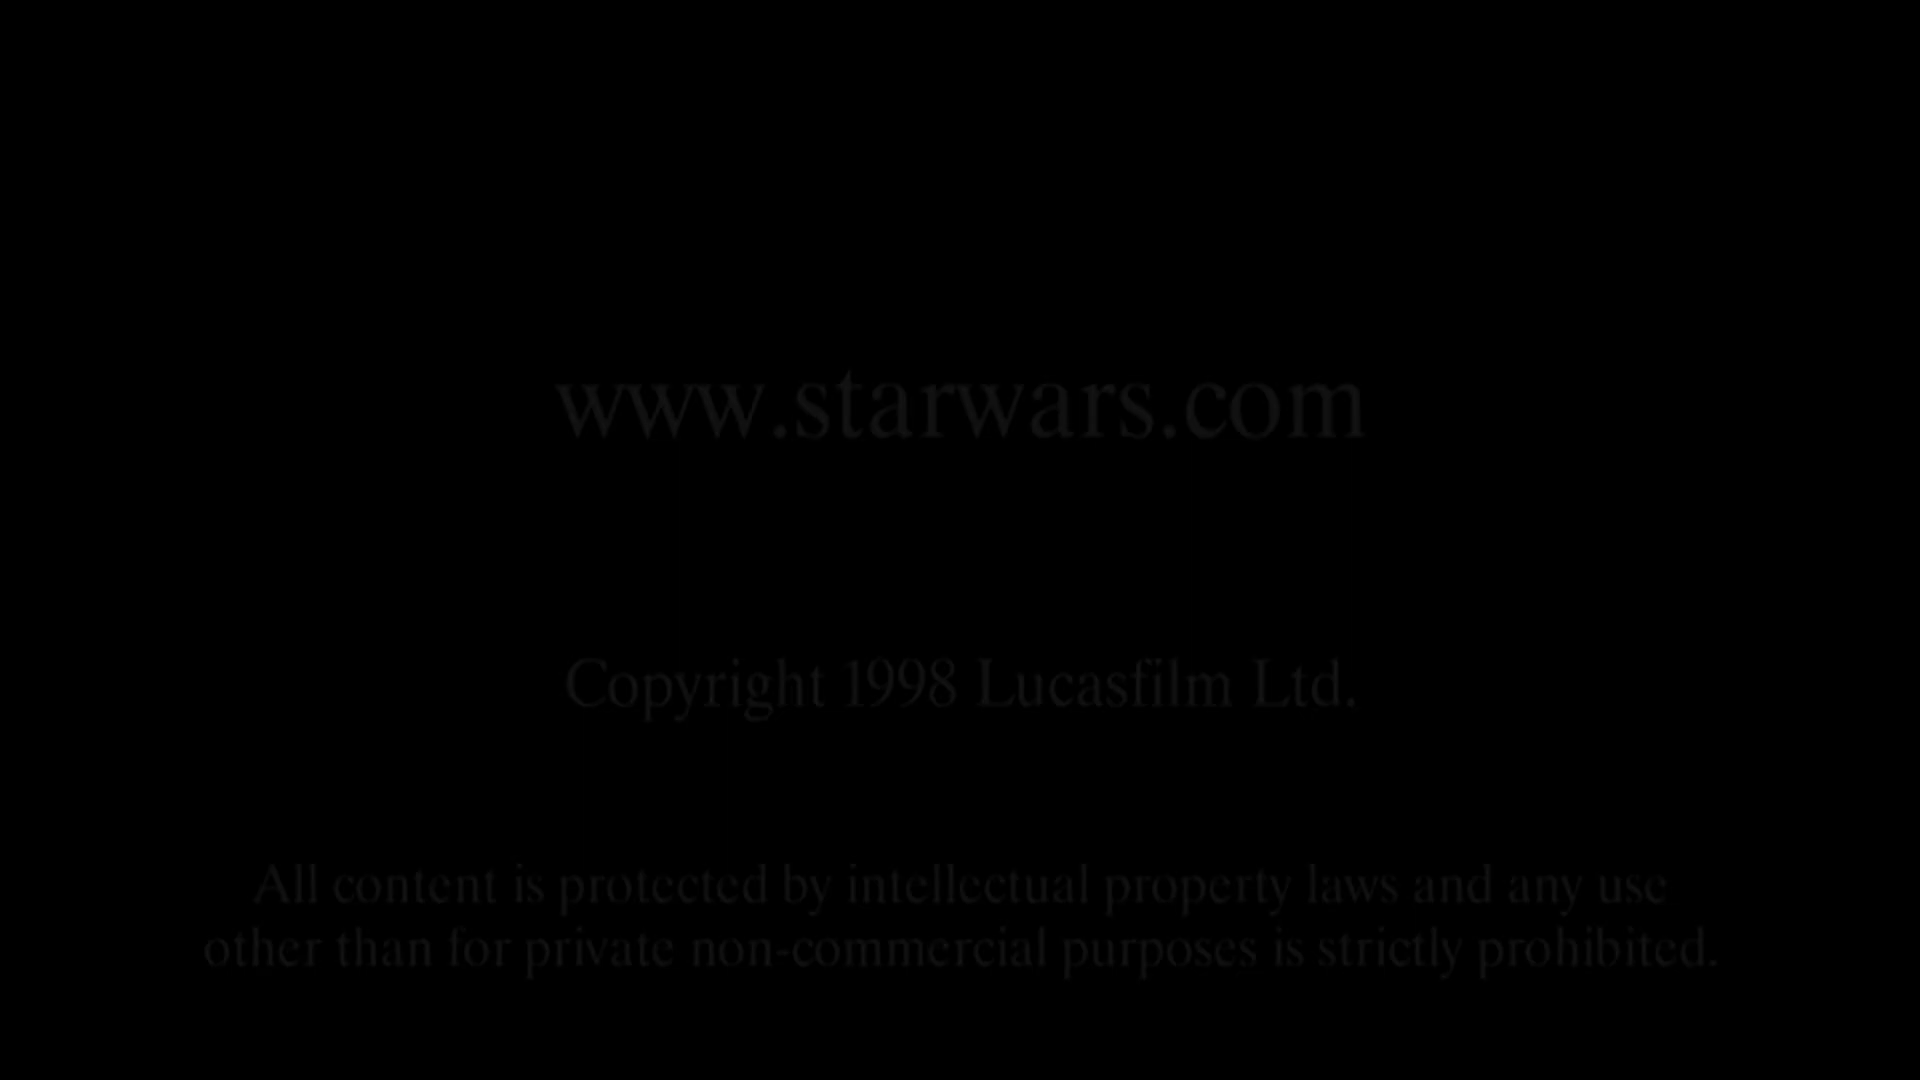 www.starwars.com
Copyright 1998 Lucasfilm Ltd.
All content is protected by intellectual property laws and any use
other than for private non-commercial purposes is strictly prohibited.